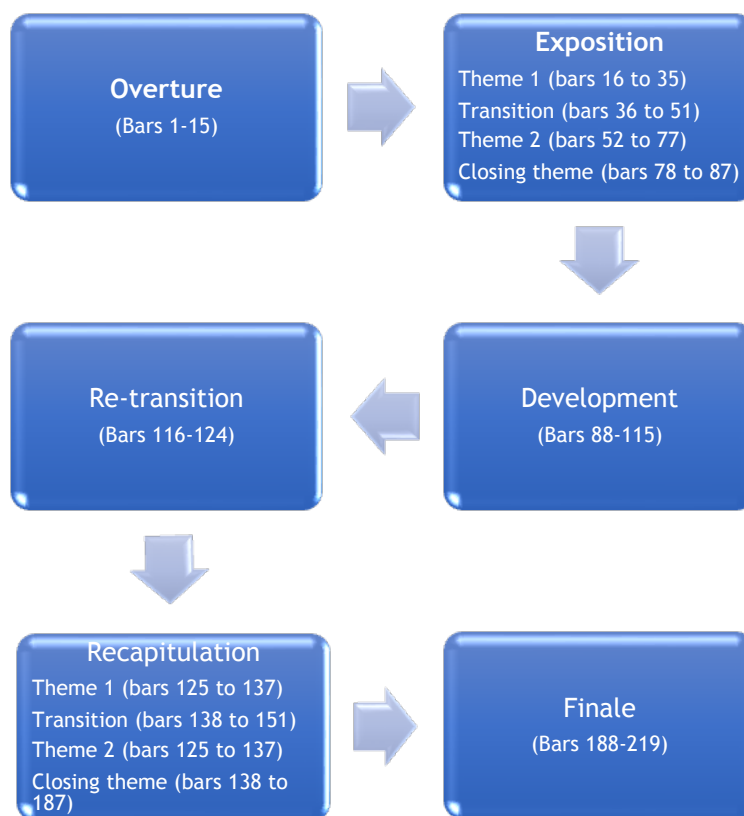 Overture
(Bars 1-15)
Exposition
Theme 1 (bars 16 to 35)
Transition (bars 36 to 51)
Theme 2 (bars 52 to 77)
Closing theme (bars 78 to 87)
Development
(Bars 88-115)
Re-transition
(Bars 116-124)
Recapitulation
Theme 1 (bars 125 to 137)
Transition (bars 138 to 151)
Theme 2 (bars 125 to 137)
Closing theme (bars 138 to
187)
Finale
(Bars 188-219)